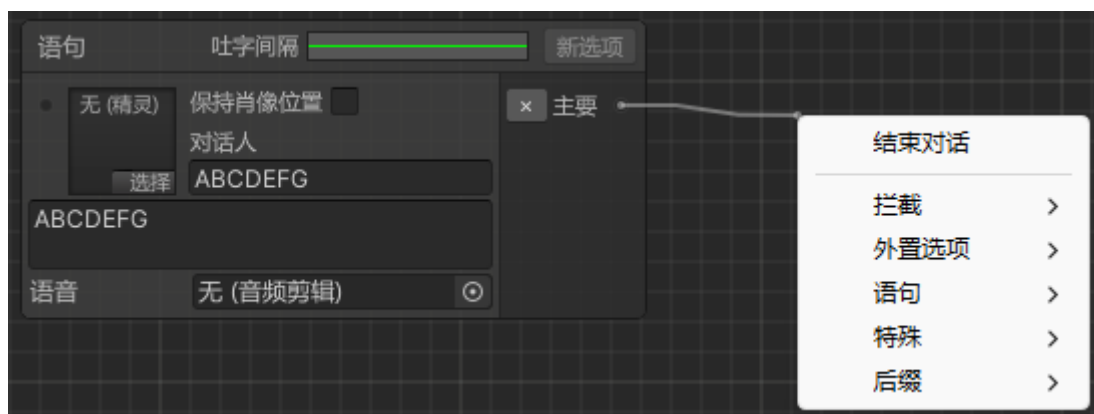 语句 吐字间隔 新选项
无 (精灵) 保持肖像位置 × 主要
对话人
选择 ABCDEFG
ABCDEFG
语音 无 (音频剪辑)
结束对话
拦截
外置选项
语句
特殊
后缀